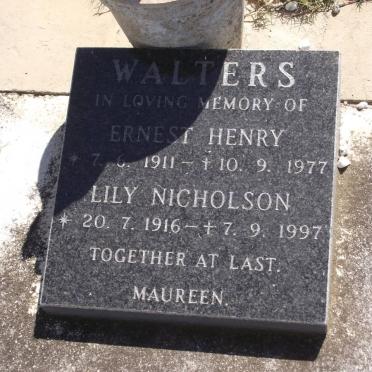 WALTERS
IN LOVING MEMORY OF
ERNEST HENRY
* 7. 6. 1911 – † 10. 9. 1977
LILY NICHOLSON
* 20. 7. 1916 – † 7. 9. 1997
TOGETHER AT LAST.
MAUREEN.